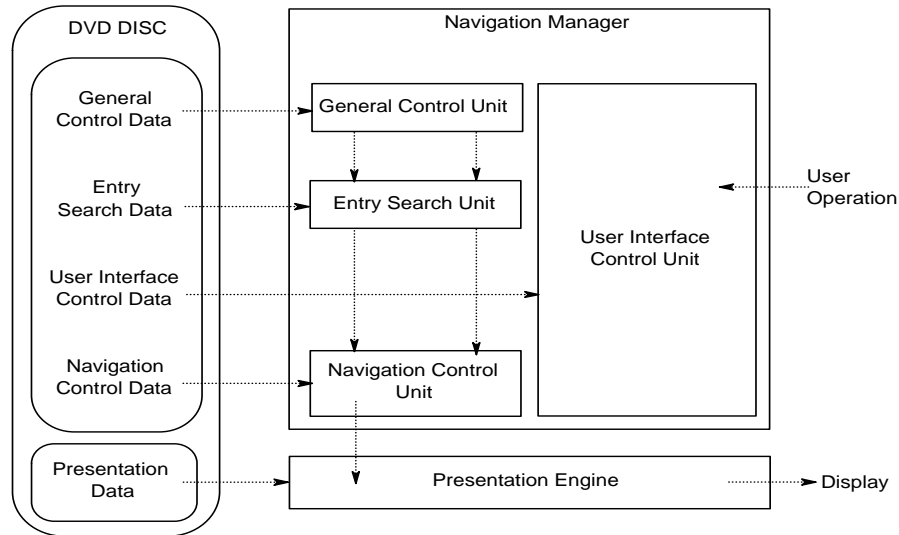 DVD DISC
General
Control Data
Entry
Search Data
User Interface
Control Data
Navigation
Control Data
Presentation
Data
Navigation Manager
General Control Unit
Entry Search Unit
Navigation Control
Unit
User Interface
Control Unit
User
Operation
Presentation Engine
Display